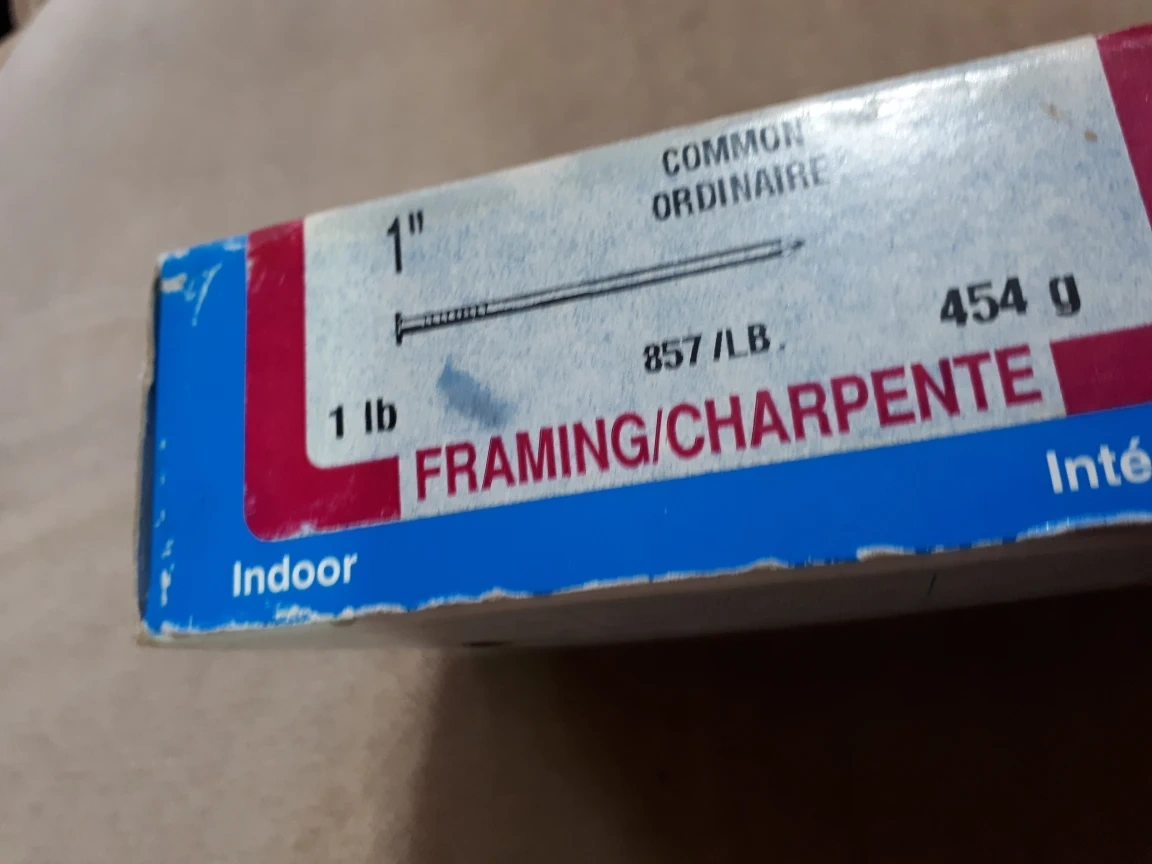 COMMON
ORDINAIRE
1"
857/LB.
454 g
1 lb
FRAMING/CHARPENTE
Indoor
Inté